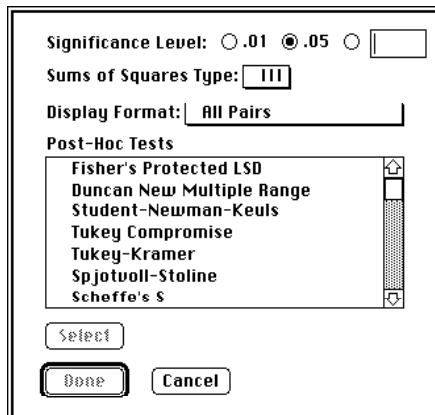 Significance Level: .01 .05
Sums of Squares Type: III
Display Format: All Pairs
Post-Hoc Tests
Fisher's Protected LSD
Duncan New Multiple Range
Student-Newman-Keuls
Tukey Compromise
Tukey-Kramer
Spjotvoll-Stoline
Scheffe's S
Select
Done Cancel